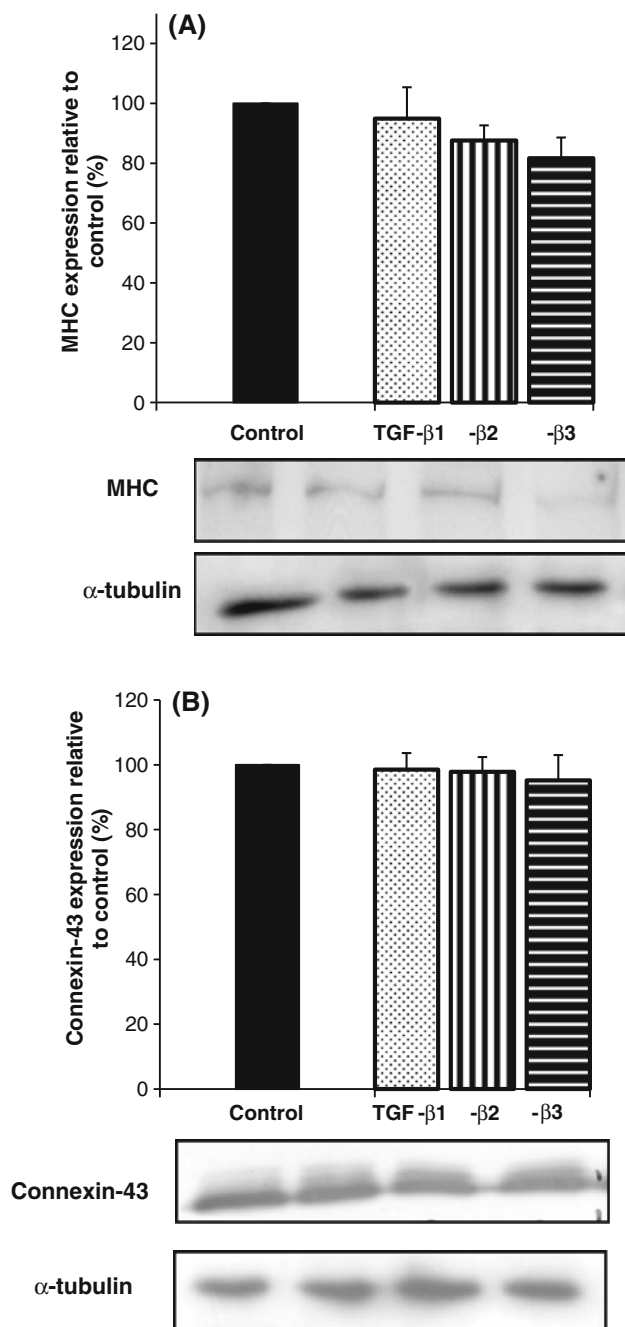 (A)
MHC expression relative to
control (%)
120
100
80
60
40
20
0
Control
TGF-β1
-β2
-β3
MHC
α-tubulin
(B)
Connexin-43 expression relative
to control (%)
120
100
80
60
40
20
0
Control
TGF-β1
-β2
-β3
Connexin-43
α-tubulin